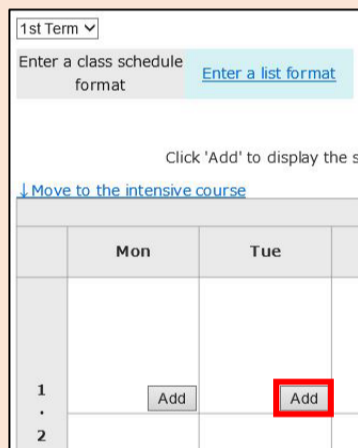 1st Term
Enter a class schedule format
Enter a list format
Click 'Add' to display the s
↓Move to the intensive course
Mon Tue
1 Add Add
.
2